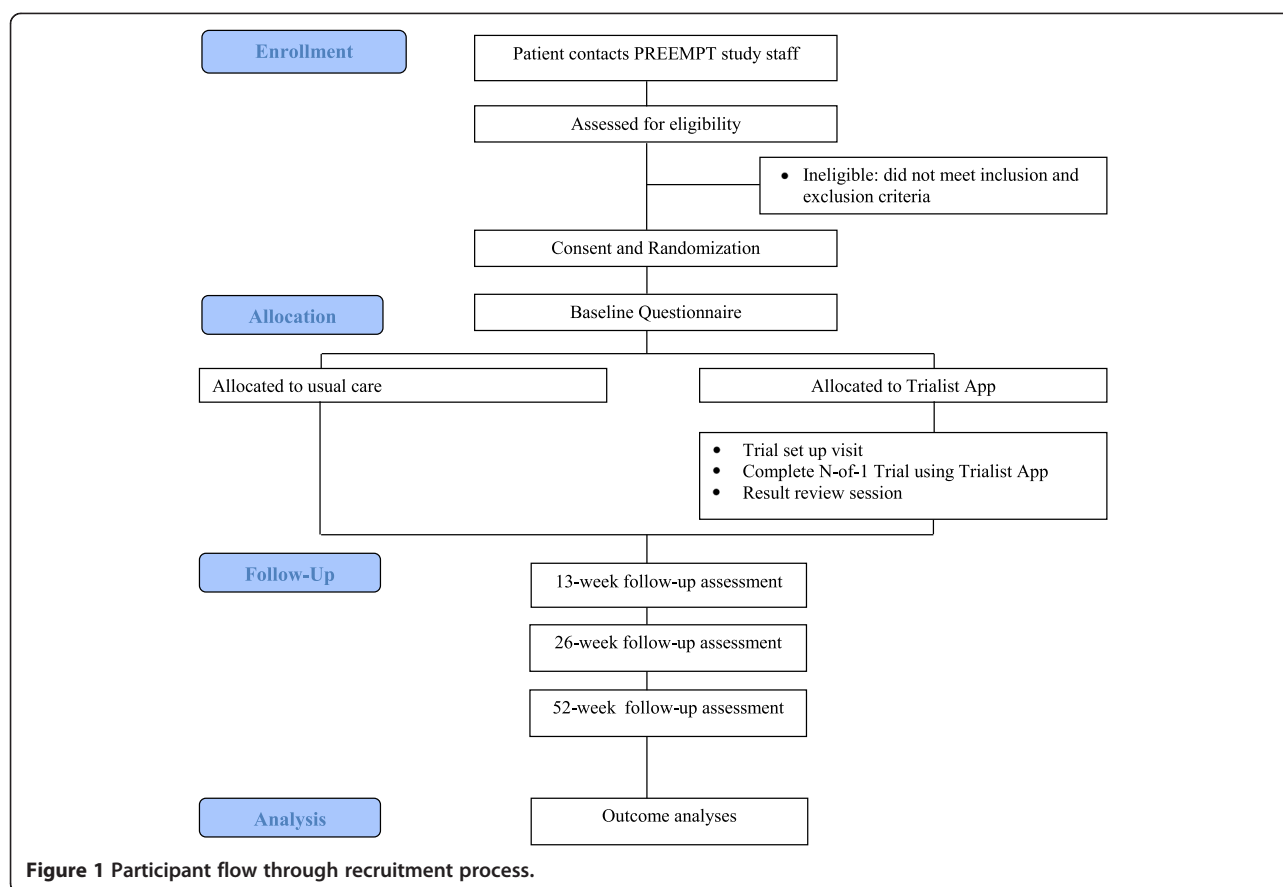 Enrollment
Patient contacts PREEMPT study staff
Assessed for eligibility
• Ineligible: did not meet inclusion and
exclusion criteria
Consent and Randomization
Allocation
Baseline Questionnaire
Allocated to usual care
Allocated to Trialist App
• Trial set up visit
• Complete N-of-1 Trial using Trialist App
• Result review session
Follow-Up
13-week follow-up assessment
26-week follow-up assessment
52-week follow-up assessment
Analysis
Outcome analyses
Figure 1 Participant flow through recruitment process.